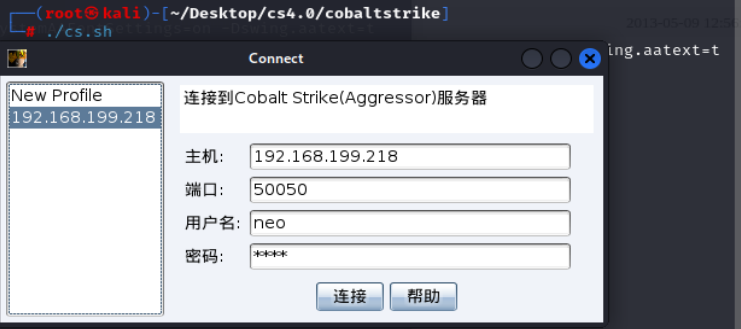 ┌──(root㉿kali)-[~/Desktop/cs4.0/cobaltstrike]
└─# ./cs.sh
2013-05-09 12:56
ing.aatext=t
Connect
New Profile
192.168.199.218
连接到Cobalt Strike(Aggressor)服务器
主机: 192.168.199.218
端口: 50050
用户名: neo
密码: ****
连接 帮助